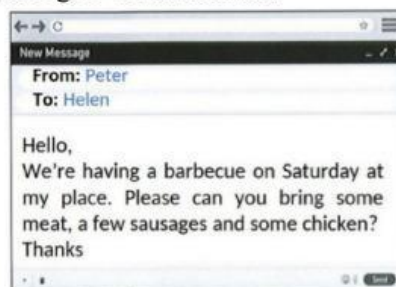 New Message
From: Peter
To: Helen
Hello,
We're having a barbecue on Saturday at
my place. Please can you bring some
meat, a few sausages and some chicken?
Thanks
Send